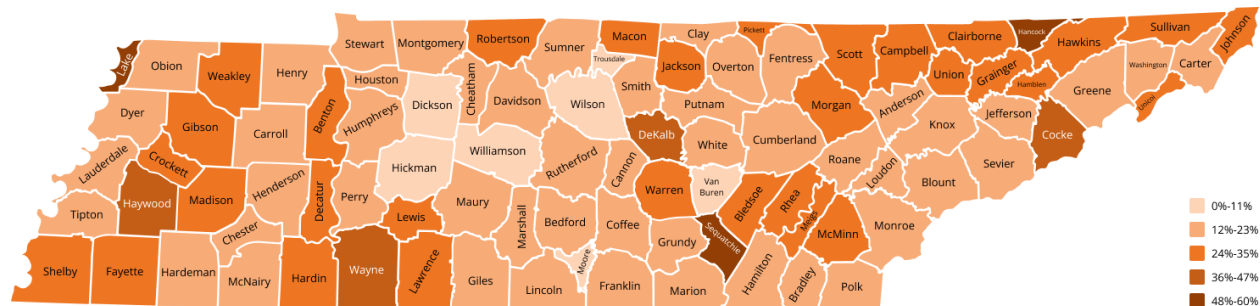 Stewart
Montgomery
Robertson
Sumner
Macon
Trousdale
Clay
Pickett
Jackson
Overton
Fentress
Scott
Campbell
Claiborne
Hancock
Hawkins
Sullivan
Johnson
Lake
Obion
Weakley
Henry
Houston
Humphreys
Dickson
Cheatham
Davidson
Wilson
Smith
Putnam
Morgan
Anderson
Union
Grainger
Hamblen
Greene
Washington
Unicoi
Carter
Dyer
Gibson
Carroll
Benton
Hickman
Williamson
Rutherford
Cannon
DeKalb
White
Cumberland
Roane
Loudon
Knox
Jefferson
Sevier
Cocke
Lauderdale
Crockett
Haywood
Madison
Henderson
Decatur
Perry
Lewis
Maury
Marshall
Bedford
Coffee
Warren
Van
Buren
Bledsoe
Rhea
Meigs
McMinn
Monroe
Blount
Tipton
Shelby
Fayette
Hardeman
Chester
McNairy
Hardin
Wayne
Lawrence
Giles
Lincoln
Moore
Franklin
Grundy
Marion
Sequatchie
Hamilton
Bradley
Polk
0%-11%
12%-23%
24%-35%
36%-47%
48%-60%